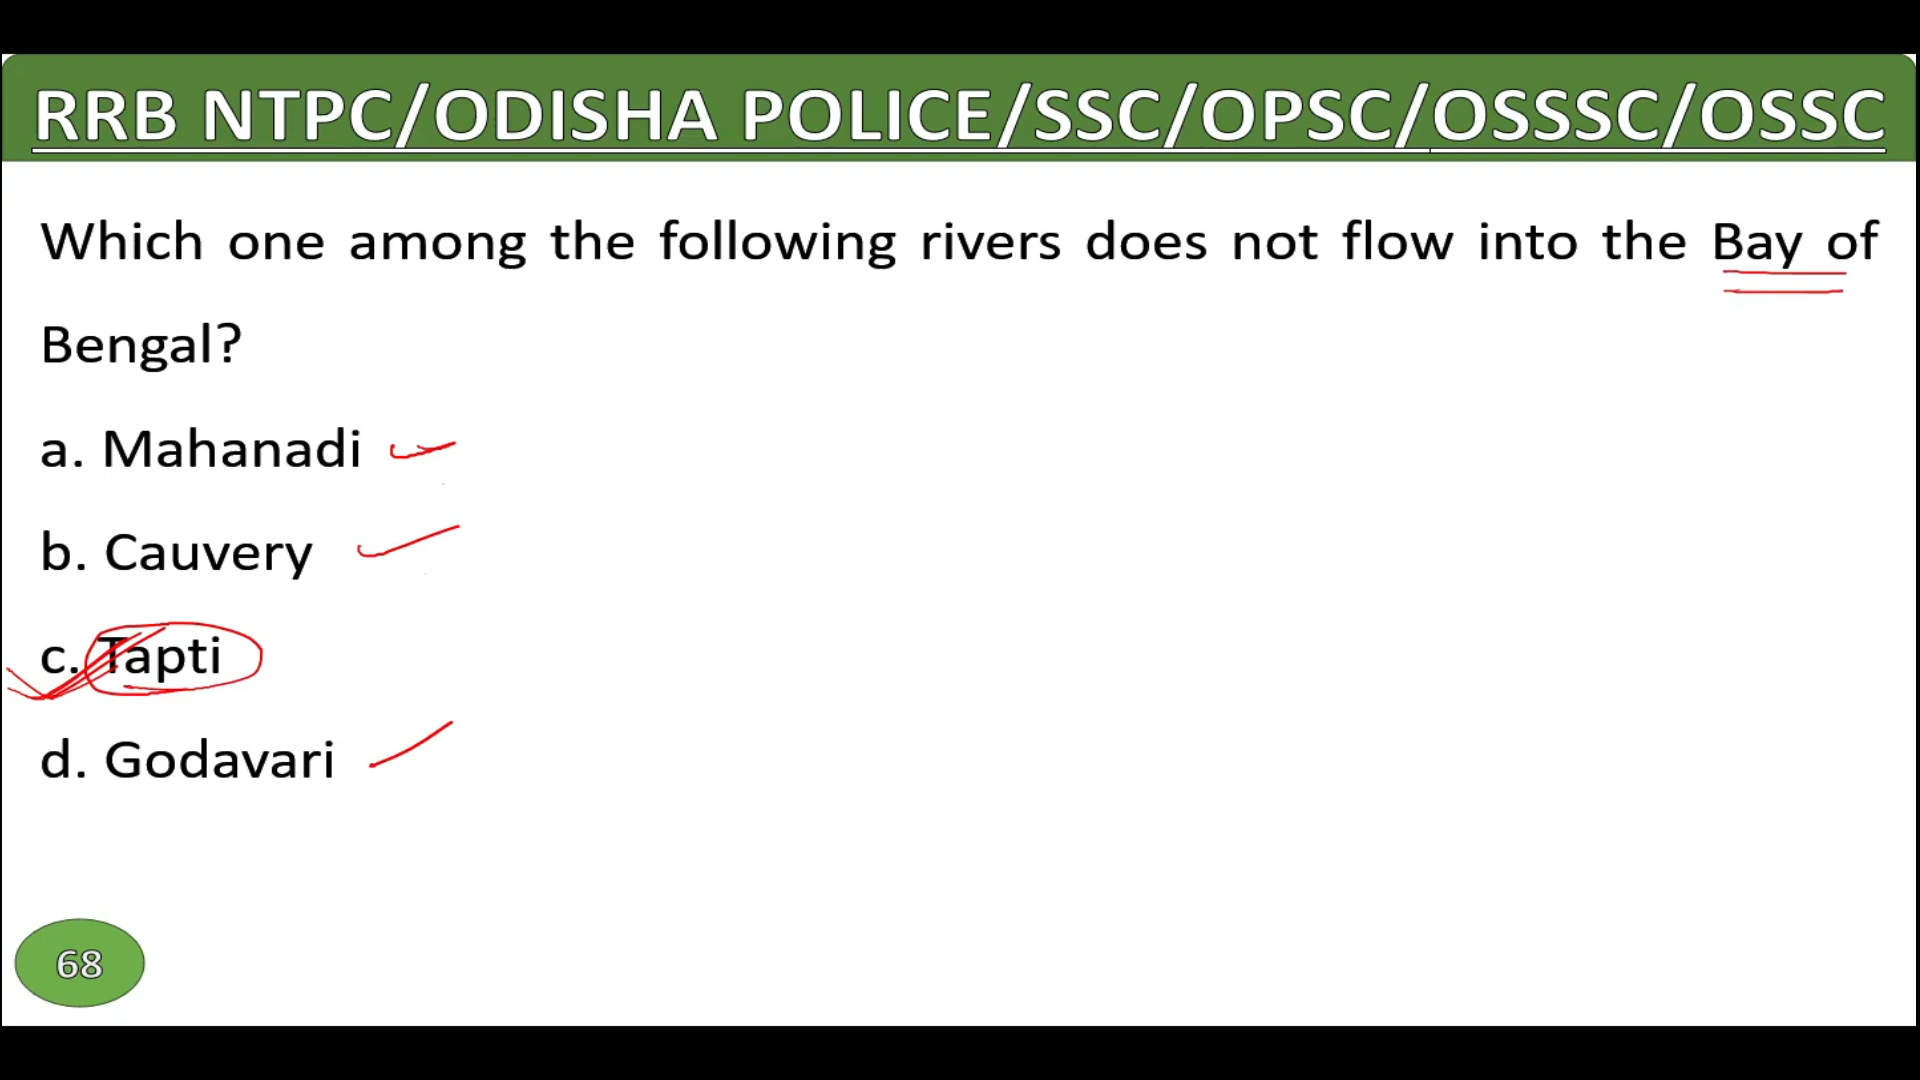 RRB NTPC/ODISHA POLICE/SSC/OPSC/OSSSC/OSSC
Which one among the following rivers does not flow into the Bay of
Bengal?
a. Mahanadi
b. Cauvery
c. Tapti
d. Godavari
68